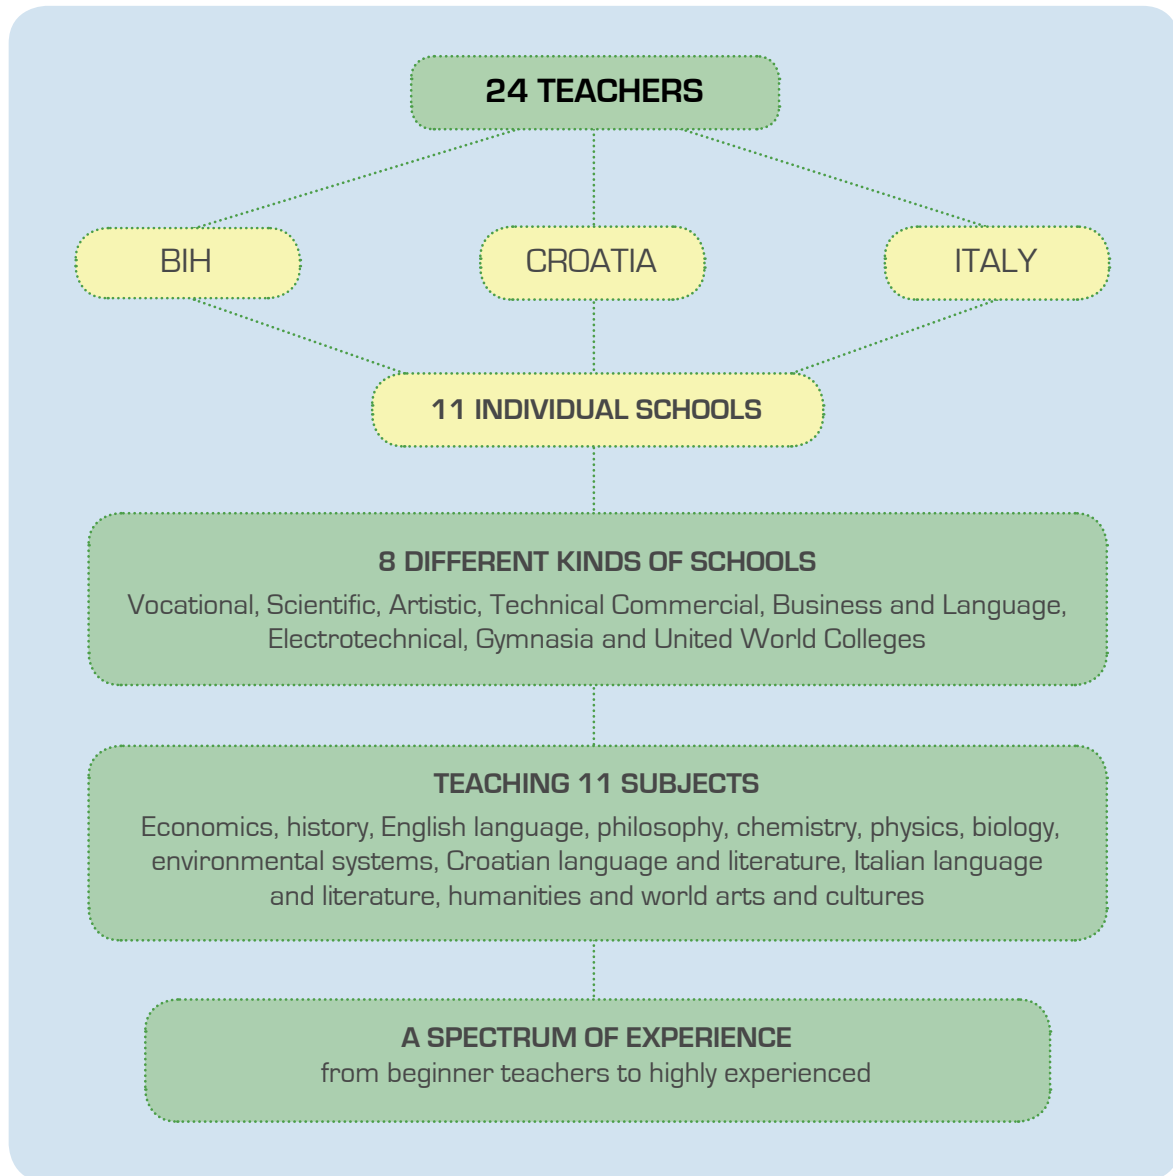 24 TEACHERS
BIH
CROATIA
ITALY
11 INDIVIDUAL SCHOOLS
8 DIFFERENT KINDS OF SCHOOLS
Vocational, Scientific, Artistic, Technical Commercial, Business and Language,
Electrotechnical, Gymnasia and United World Colleges
TEACHING 11 SUBJECTS
Economics, history, English language, philosophy, chemistry, physics, biology,
environmental systems, Croatian language and literature, Italian language
and literature, humanities and world arts and cultures
A SPECTRUM OF EXPERIENCE
from beginner teachers to highly experienced